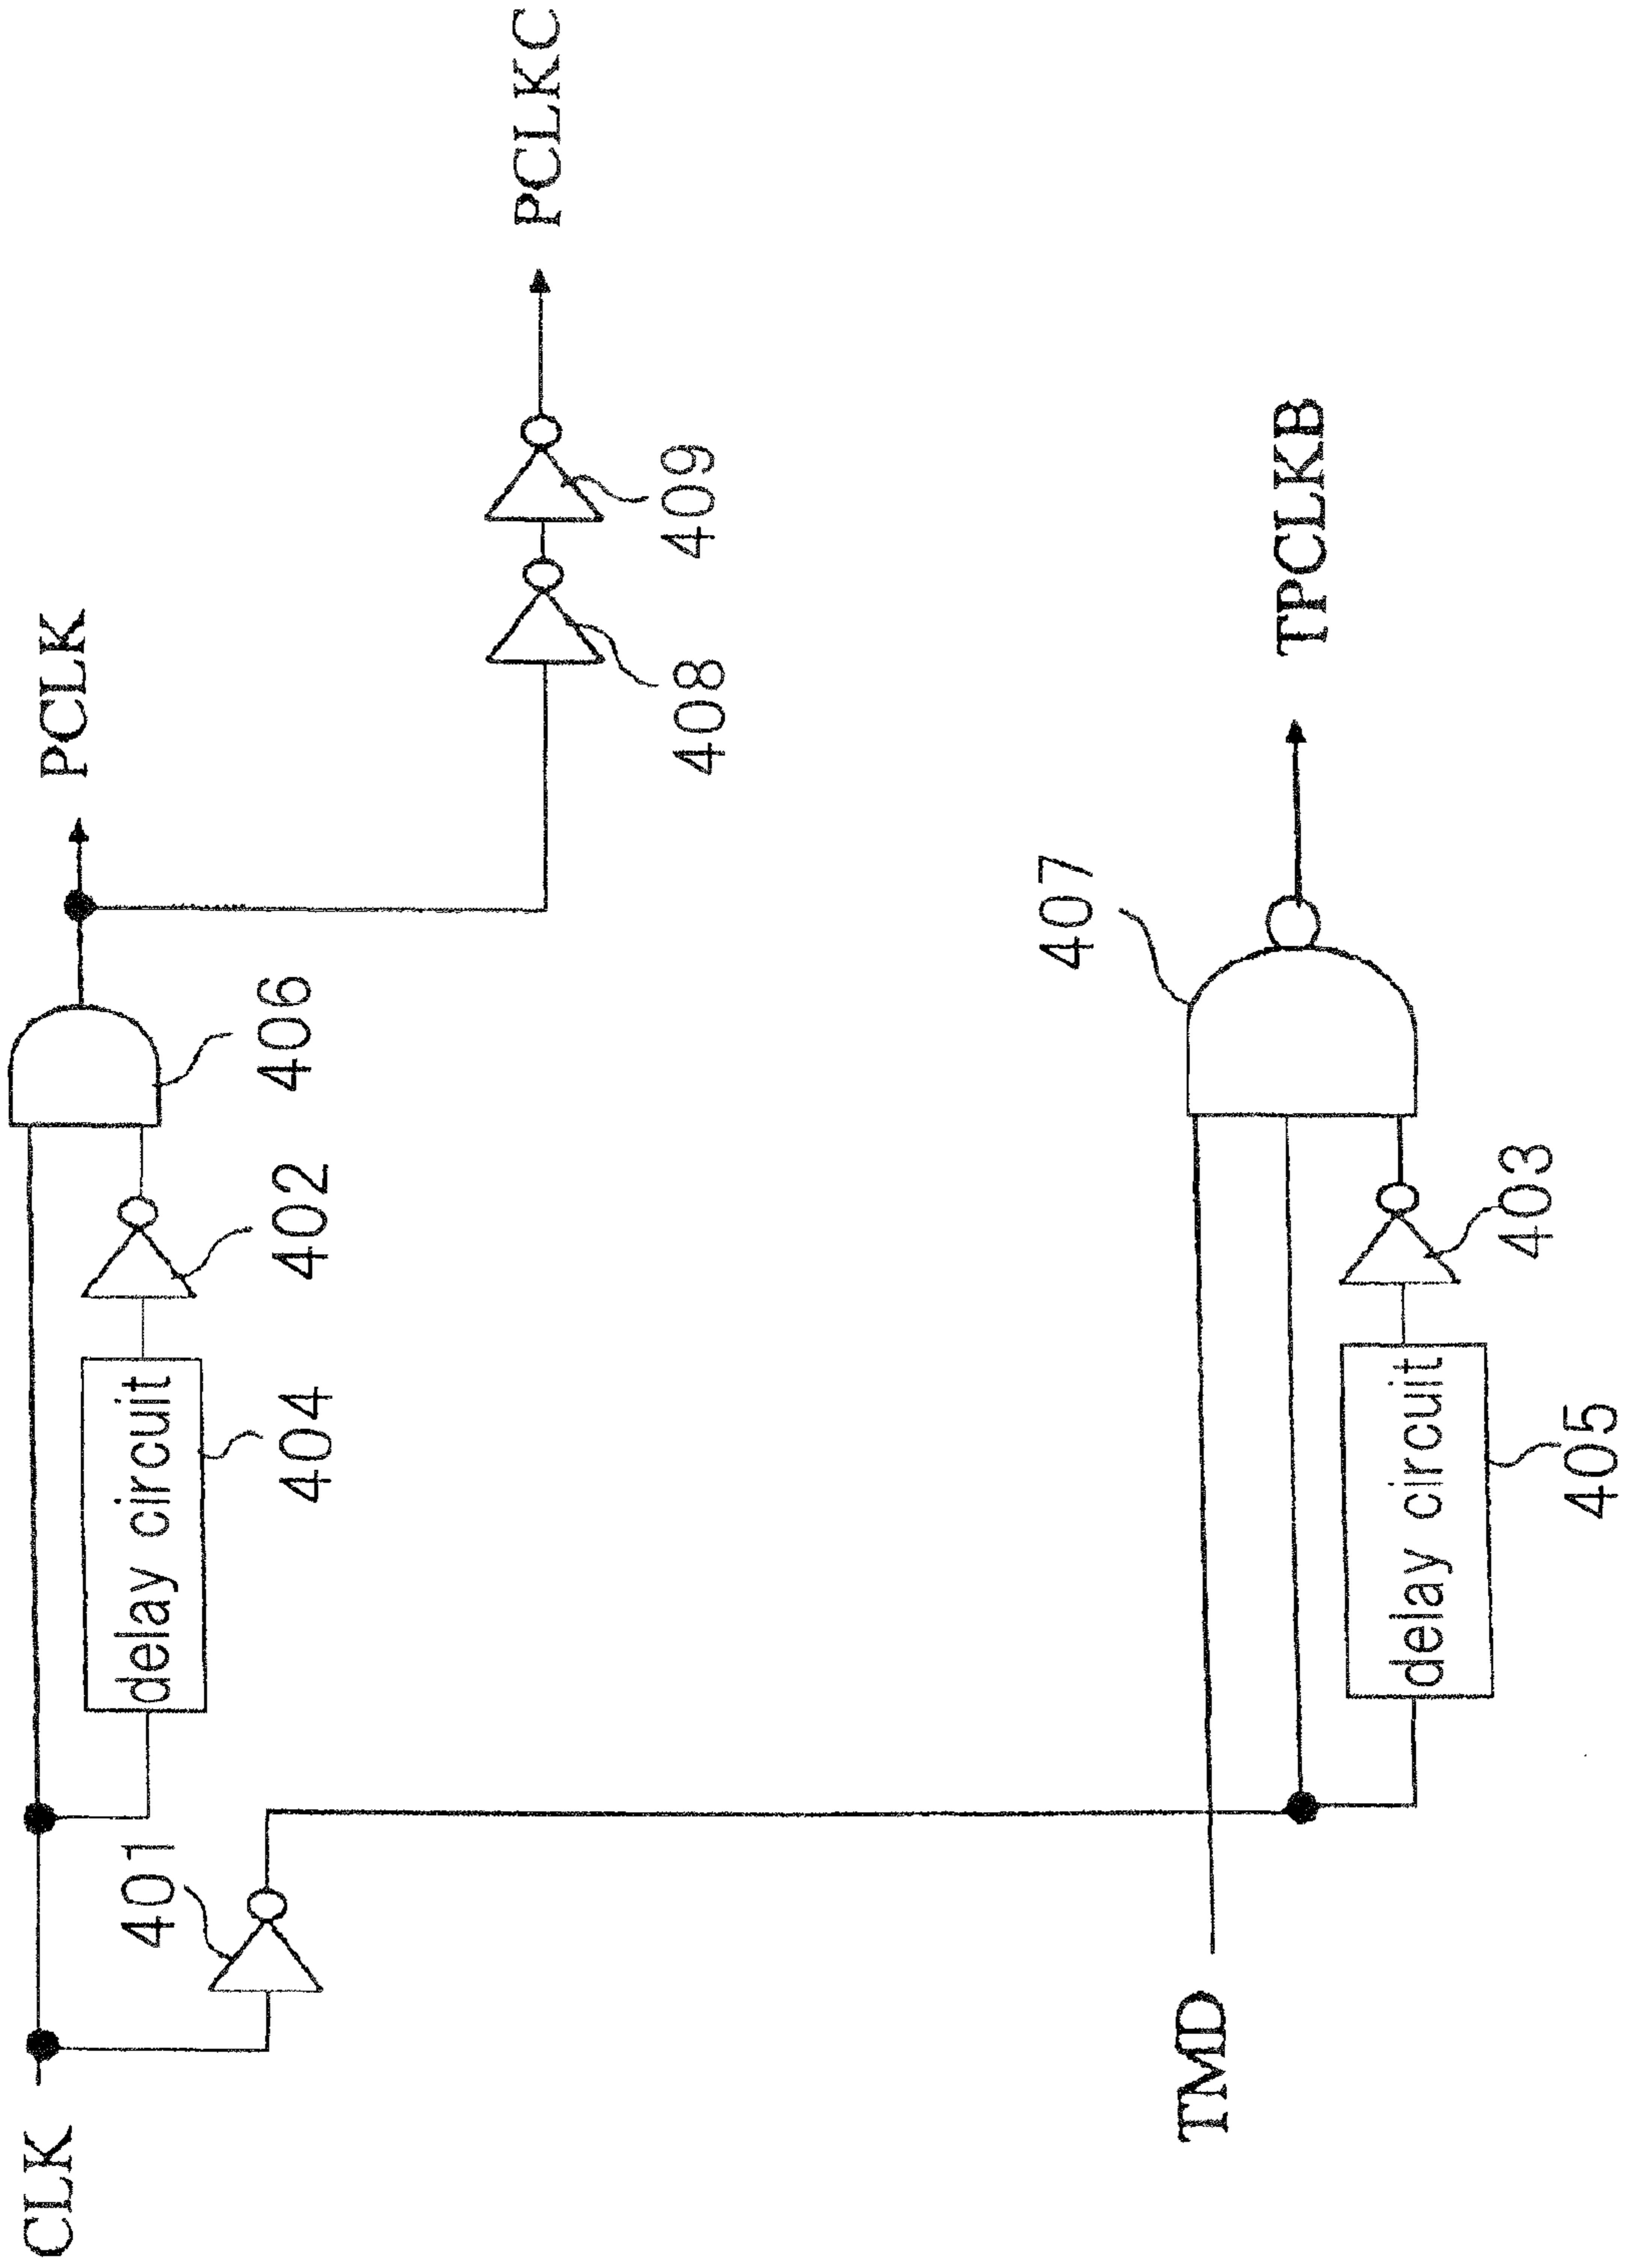 CLK
401
delay circuit
404
402
406
PCLK
408
409
PCLKC
TMD
delay circuit
405
403
407
TPCLKB